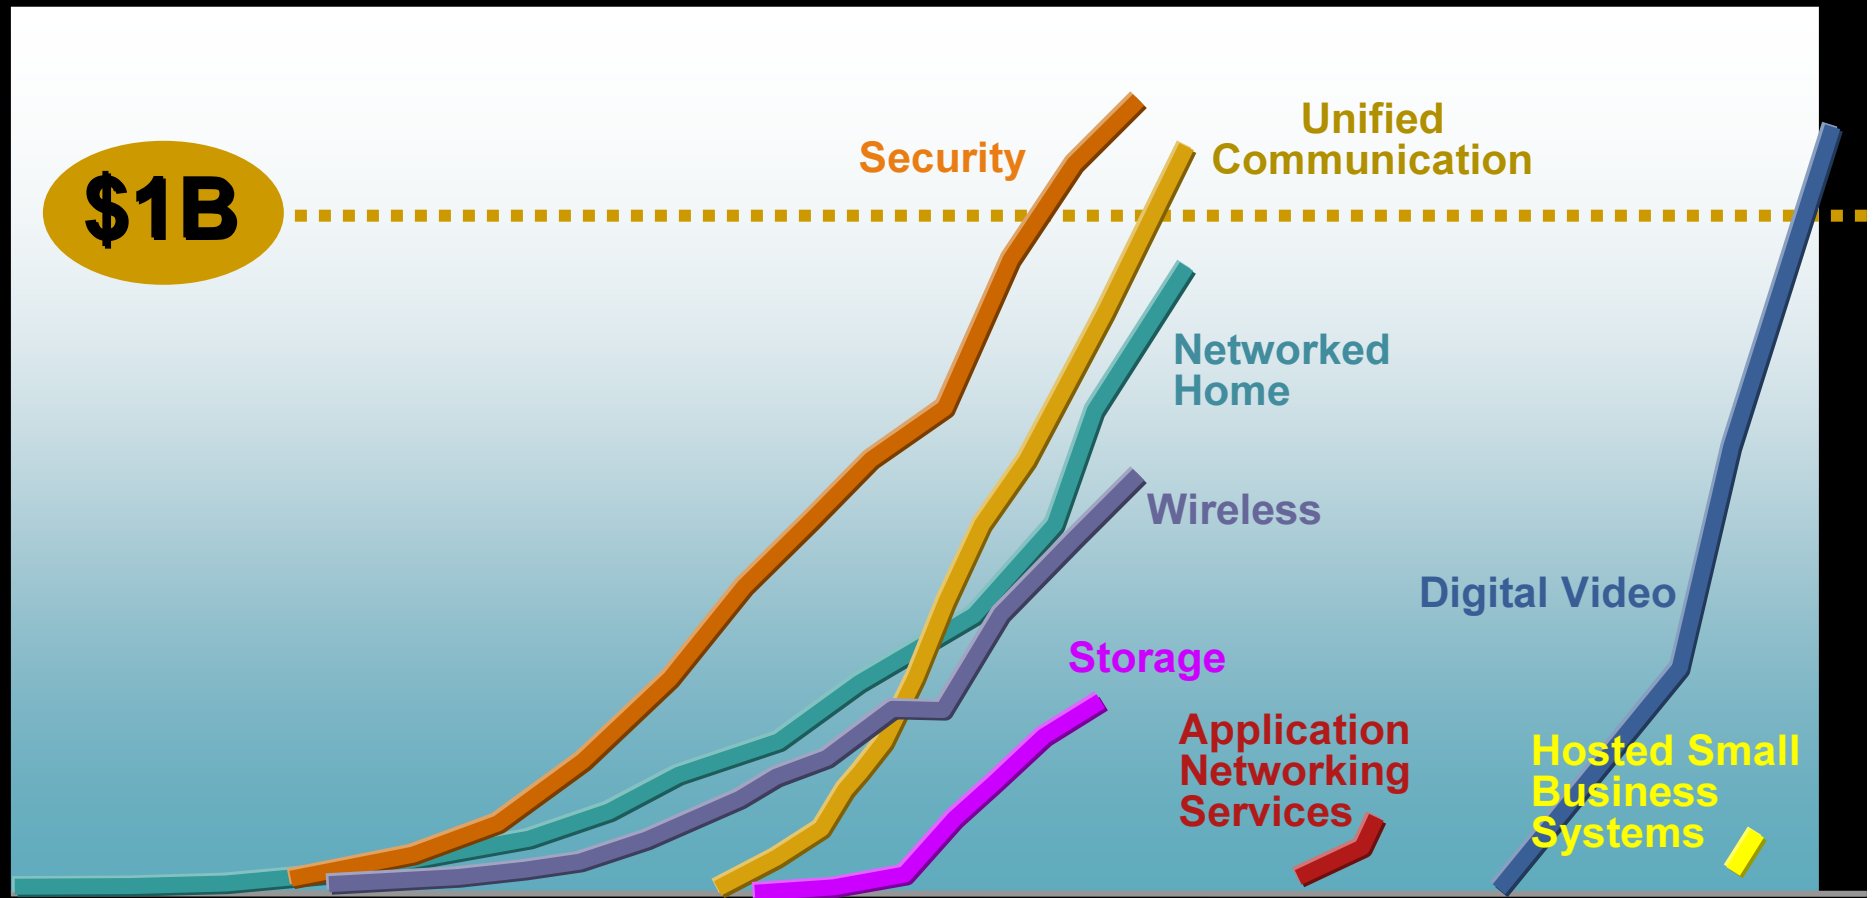 $1B
Security
Unified
Communication
Networked
Home
Wireless
Digital Video
Storage
Application
Networking
Services
Hosted Small
Business
Systems